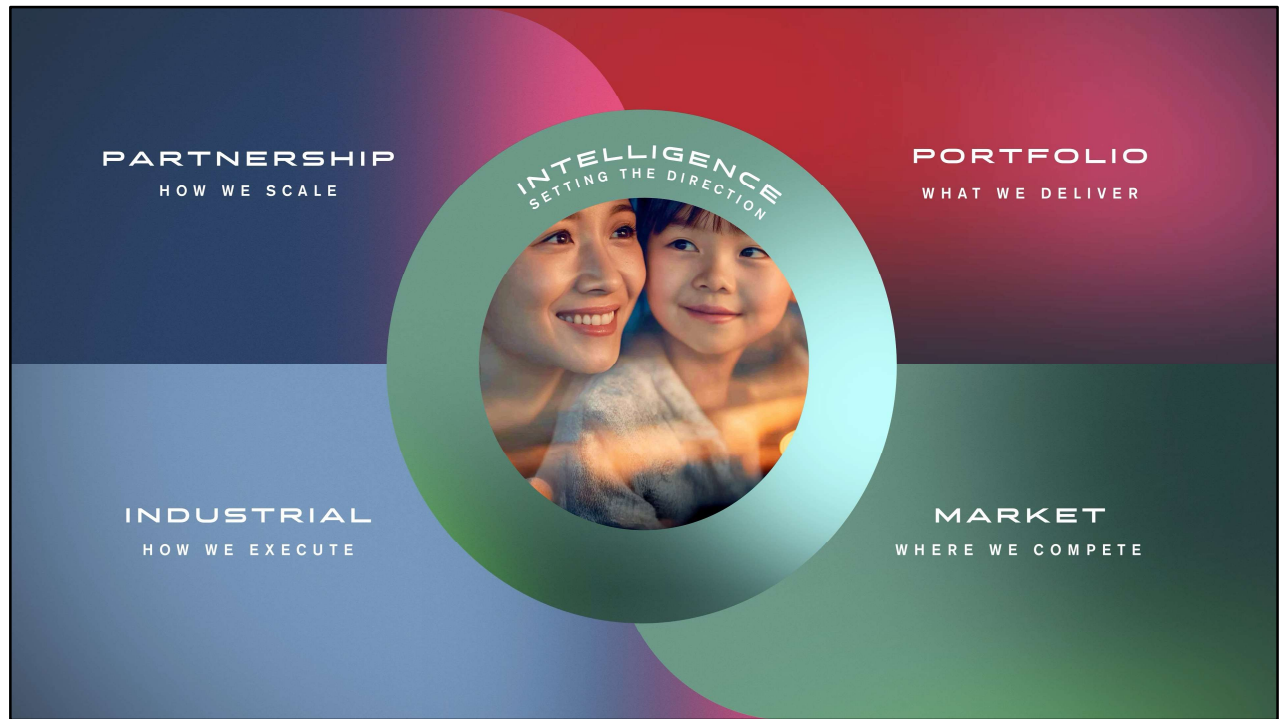 PARTNERSHIP
HOW WE SCALE
INTELLIGENCE
SETTING THE DIRECTION
PORTFOLIO
WHAT WE DELIVER
INDUSTRIAL
HOW WE EXECUTE
MARKET
WHERE WE COMPETE